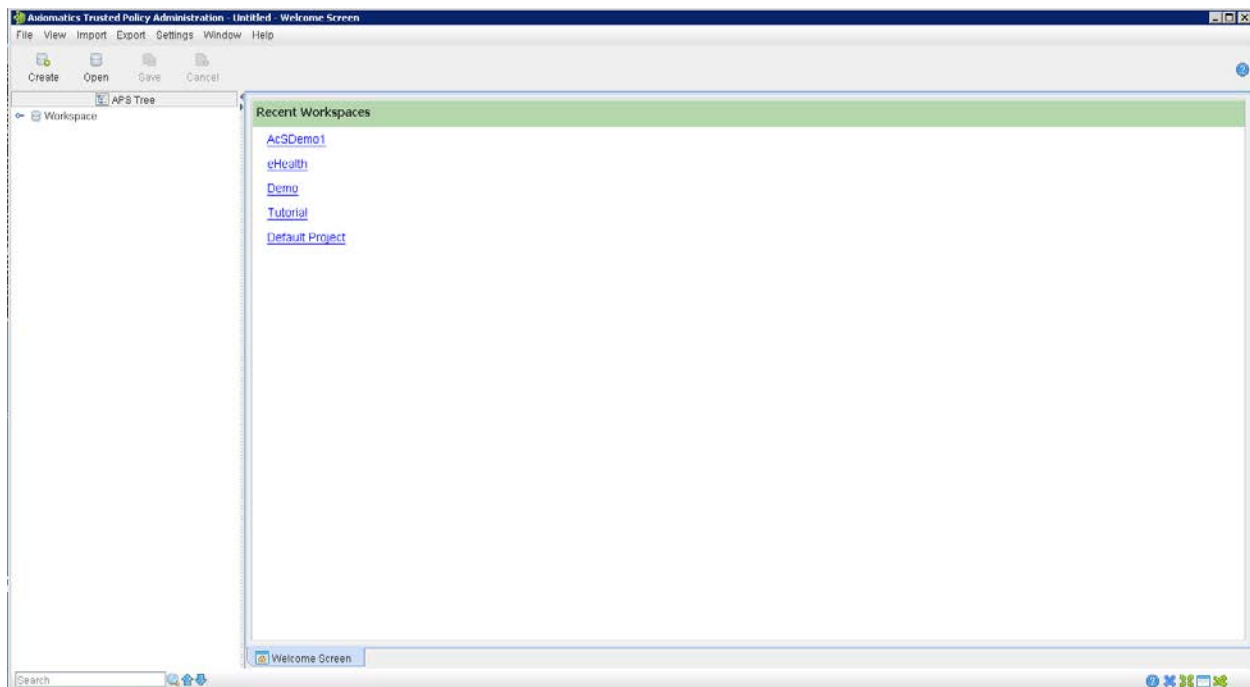 Axiomatics Trusted Policy Administration - Untitled - Welcome Screen
File View Import Export Settings Window Help
Create Open Save Cancel
APS Tree
Workspace
Recent Workspaces
AcSDemo1
eHealth
Demo
Tutorial
Default Project
Welcome Screen
Search